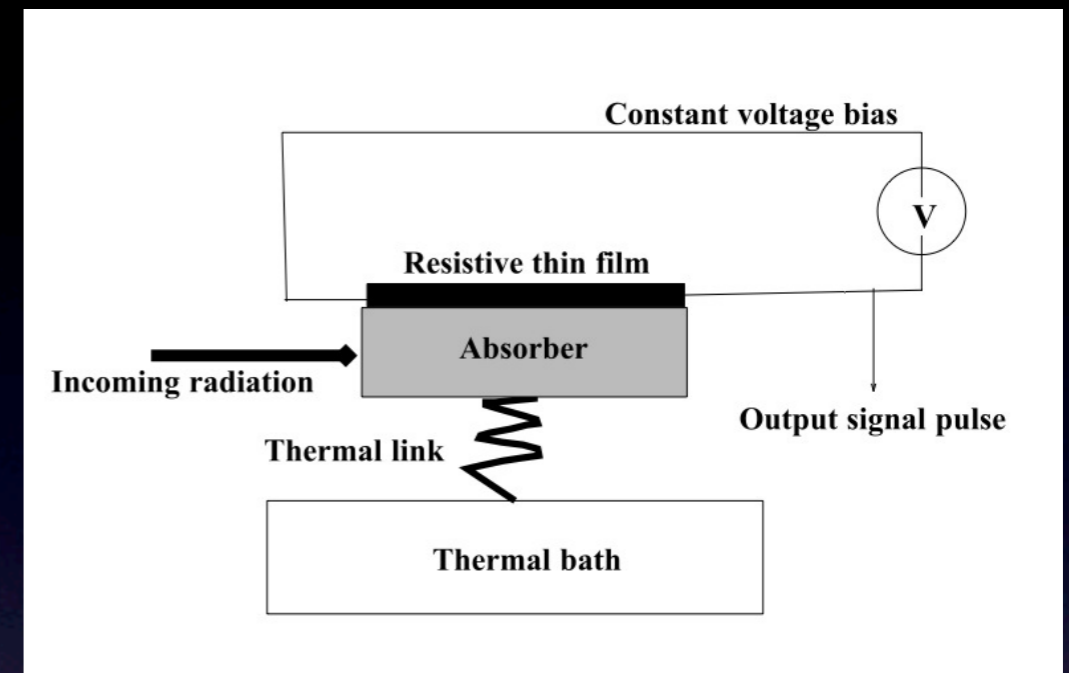 Constant voltage bias
V
Resistive thin film
Absorber
Incoming radiation
Output signal pulse
Thermal link
Thermal bath